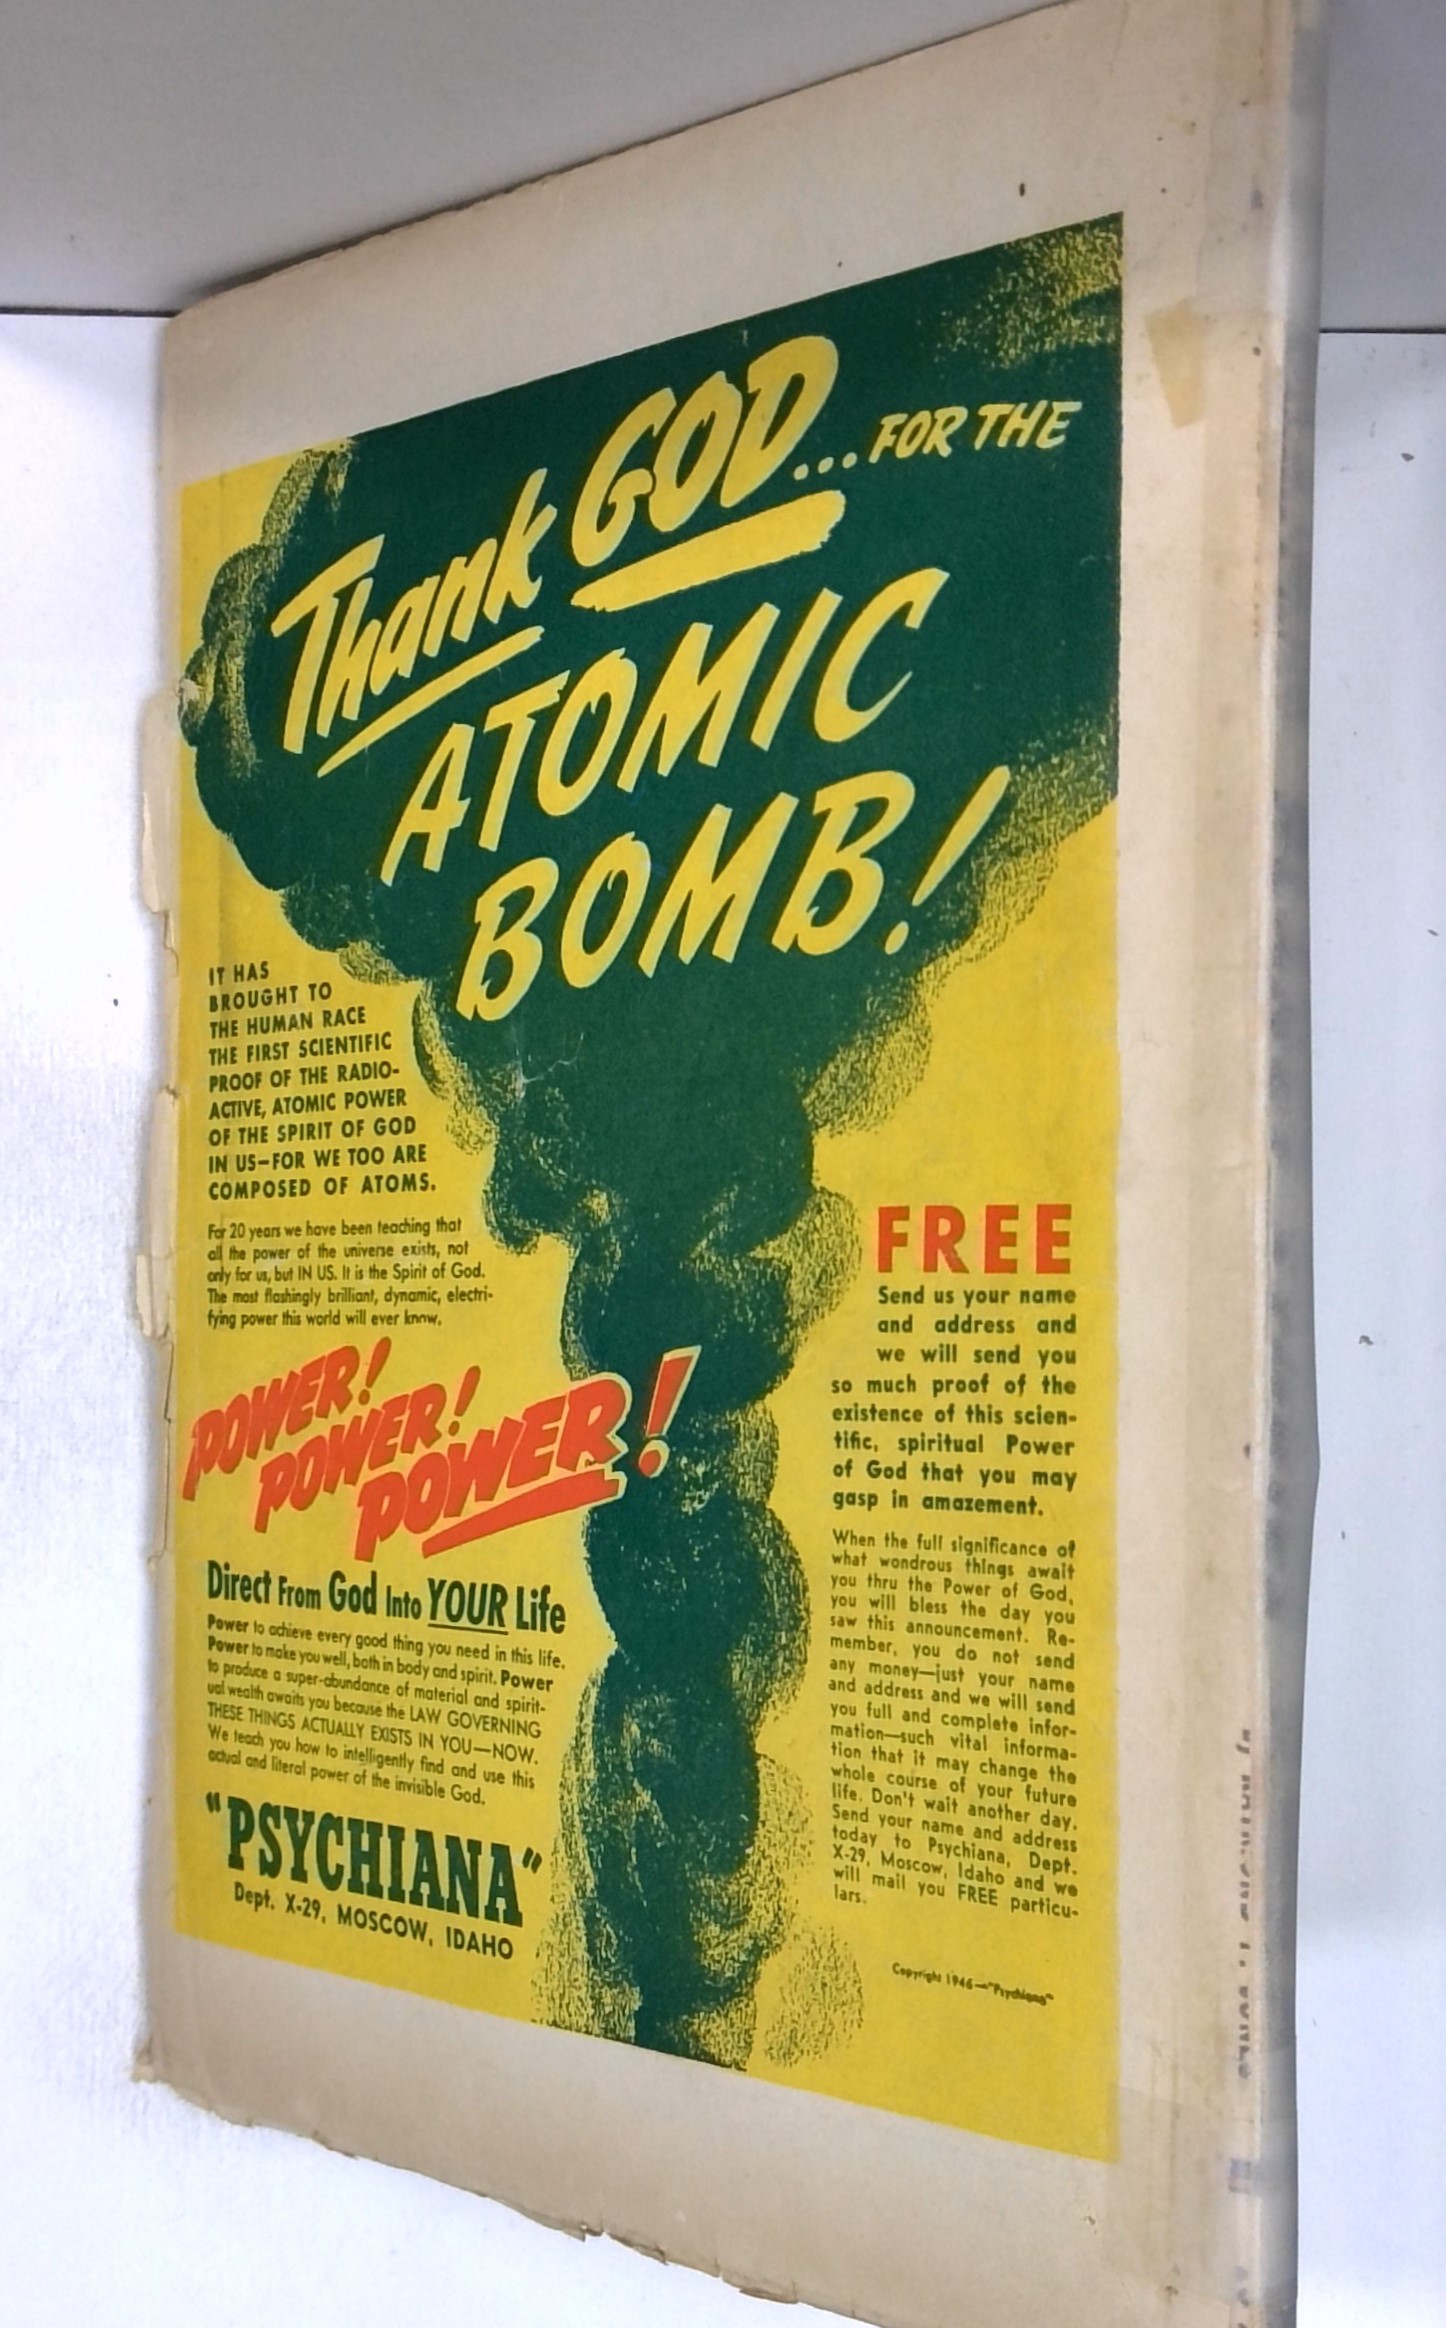 Thank GOD... FOR THE
ATOMIC
BOMB!
IT HAS
BROUGHT TO
THE HUMAN RACE
THE FIRST SCIENTIFIC
PROOF OF THE RADIO-
ACTIVE, ATOMIC POWER
OF THE SPIRIT OF GOD
IN US—FOR WE TOO ARE
COMPOSED OF ATOMS.
For 20 years we have been teaching that
all the power of the universe exists, not
only for us, but IN US. It is the Spirit of God.
The most flashingly brilliant, dynamic, electri-
fying power this world will ever know.
POWER!
POWER!
POWER!
Direct From God Into YOUR Life
Power to achieve every good thing you need in this life.
Power to make you well, both in body and spirit. Power
to produce a super-abundance of material and spirit-
ual wealth awaits you because the LAW GOVERNING
THESE THINGS ACTUALLY EXISTS IN YOU—NOW.
We teach you how to intelligently find and use this
actual and literal power of the invisible God.
"PSYCHIANA"
Dept. X-29, MOSCOW, IDAHO
FREE
Send us your name
and address and
we will send you
so much proof of the
existence of this scien-
tific, spiritual Power
of God that you may
gasp in amazement.
When the full significance of
what wondrous things await
you thru the Power of God,
you will bless the day you
saw this announcement. Re-
member, you do not send
any money—just your name
and address and we will send
you full and complete infor-
mation—such vital informa-
tion that it may change the
whole course of your future
life. Don't wait another day.
Send your name and address
today to Psychiana, Dept.
X-29, Moscow, Idaho and we
will mail you FREE particu-
lars.
Copyright 1946—"Psychiana"